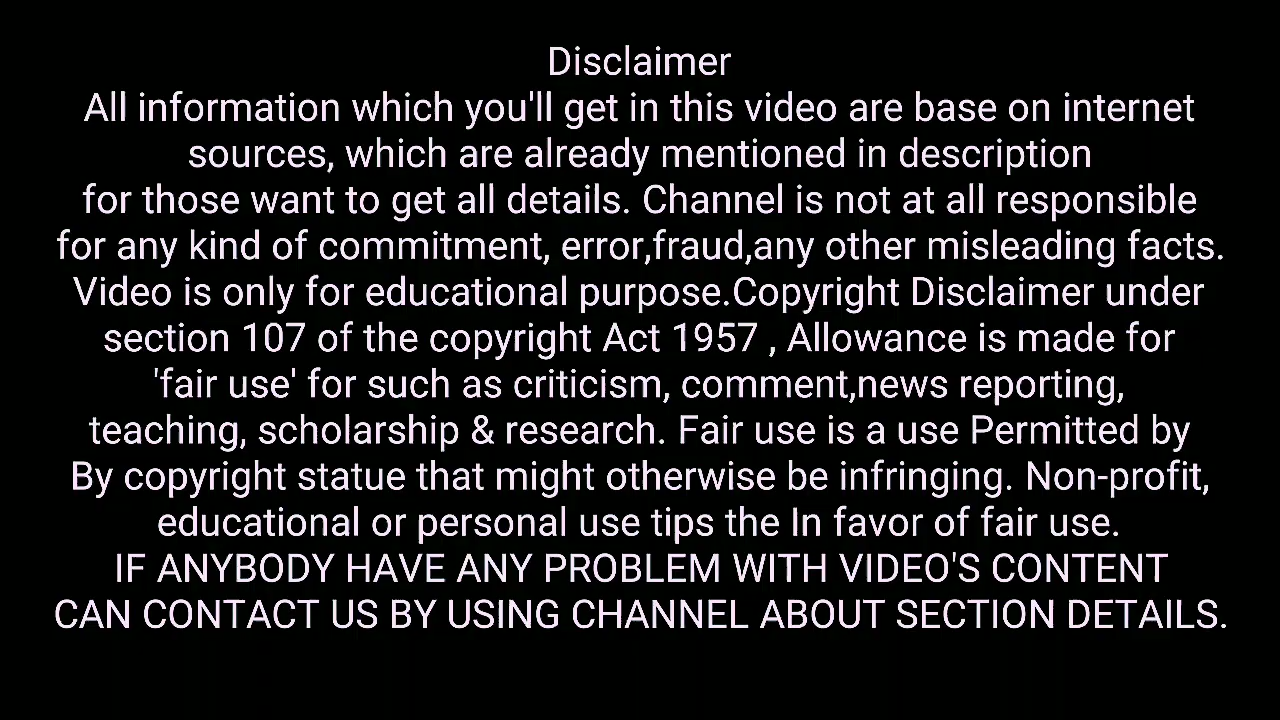 Disclaimer
All information which you'll get in this video are base on internet
sources, which are already mentioned in description
for those want to get all details. Channel is not at all responsible
for any kind of commitment, error,fraud,any other misleading facts.
Video is only for educational purpose.Copyright Disclaimer under
section 107 of the copyright Act 1957 , Allowance is made for
'fair use' for such as criticism, comment,news reporting,
teaching, scholarship & research. Fair use is a use Permitted by
By copyright statue that might otherwise be infringing. Non-profit,
educational or personal use tips the In favor of fair use.
IF ANYBODY HAVE ANY PROBLEM WITH VIDEO'S CONTENT
CAN CONTACT US BY USING CHANNEL ABOUT SECTION DETAILS.